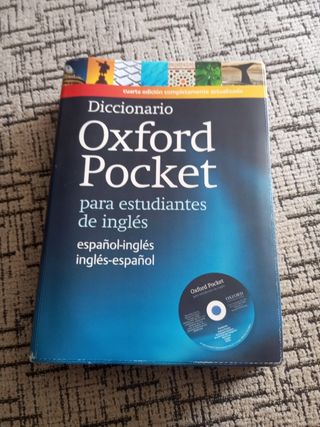 cuarta edición completamente actualizada
Diccionario
Oxford
Pocket
para estudiantes
de inglés
español-inglés
inglés-español
Oxford Pocket
OXFORD